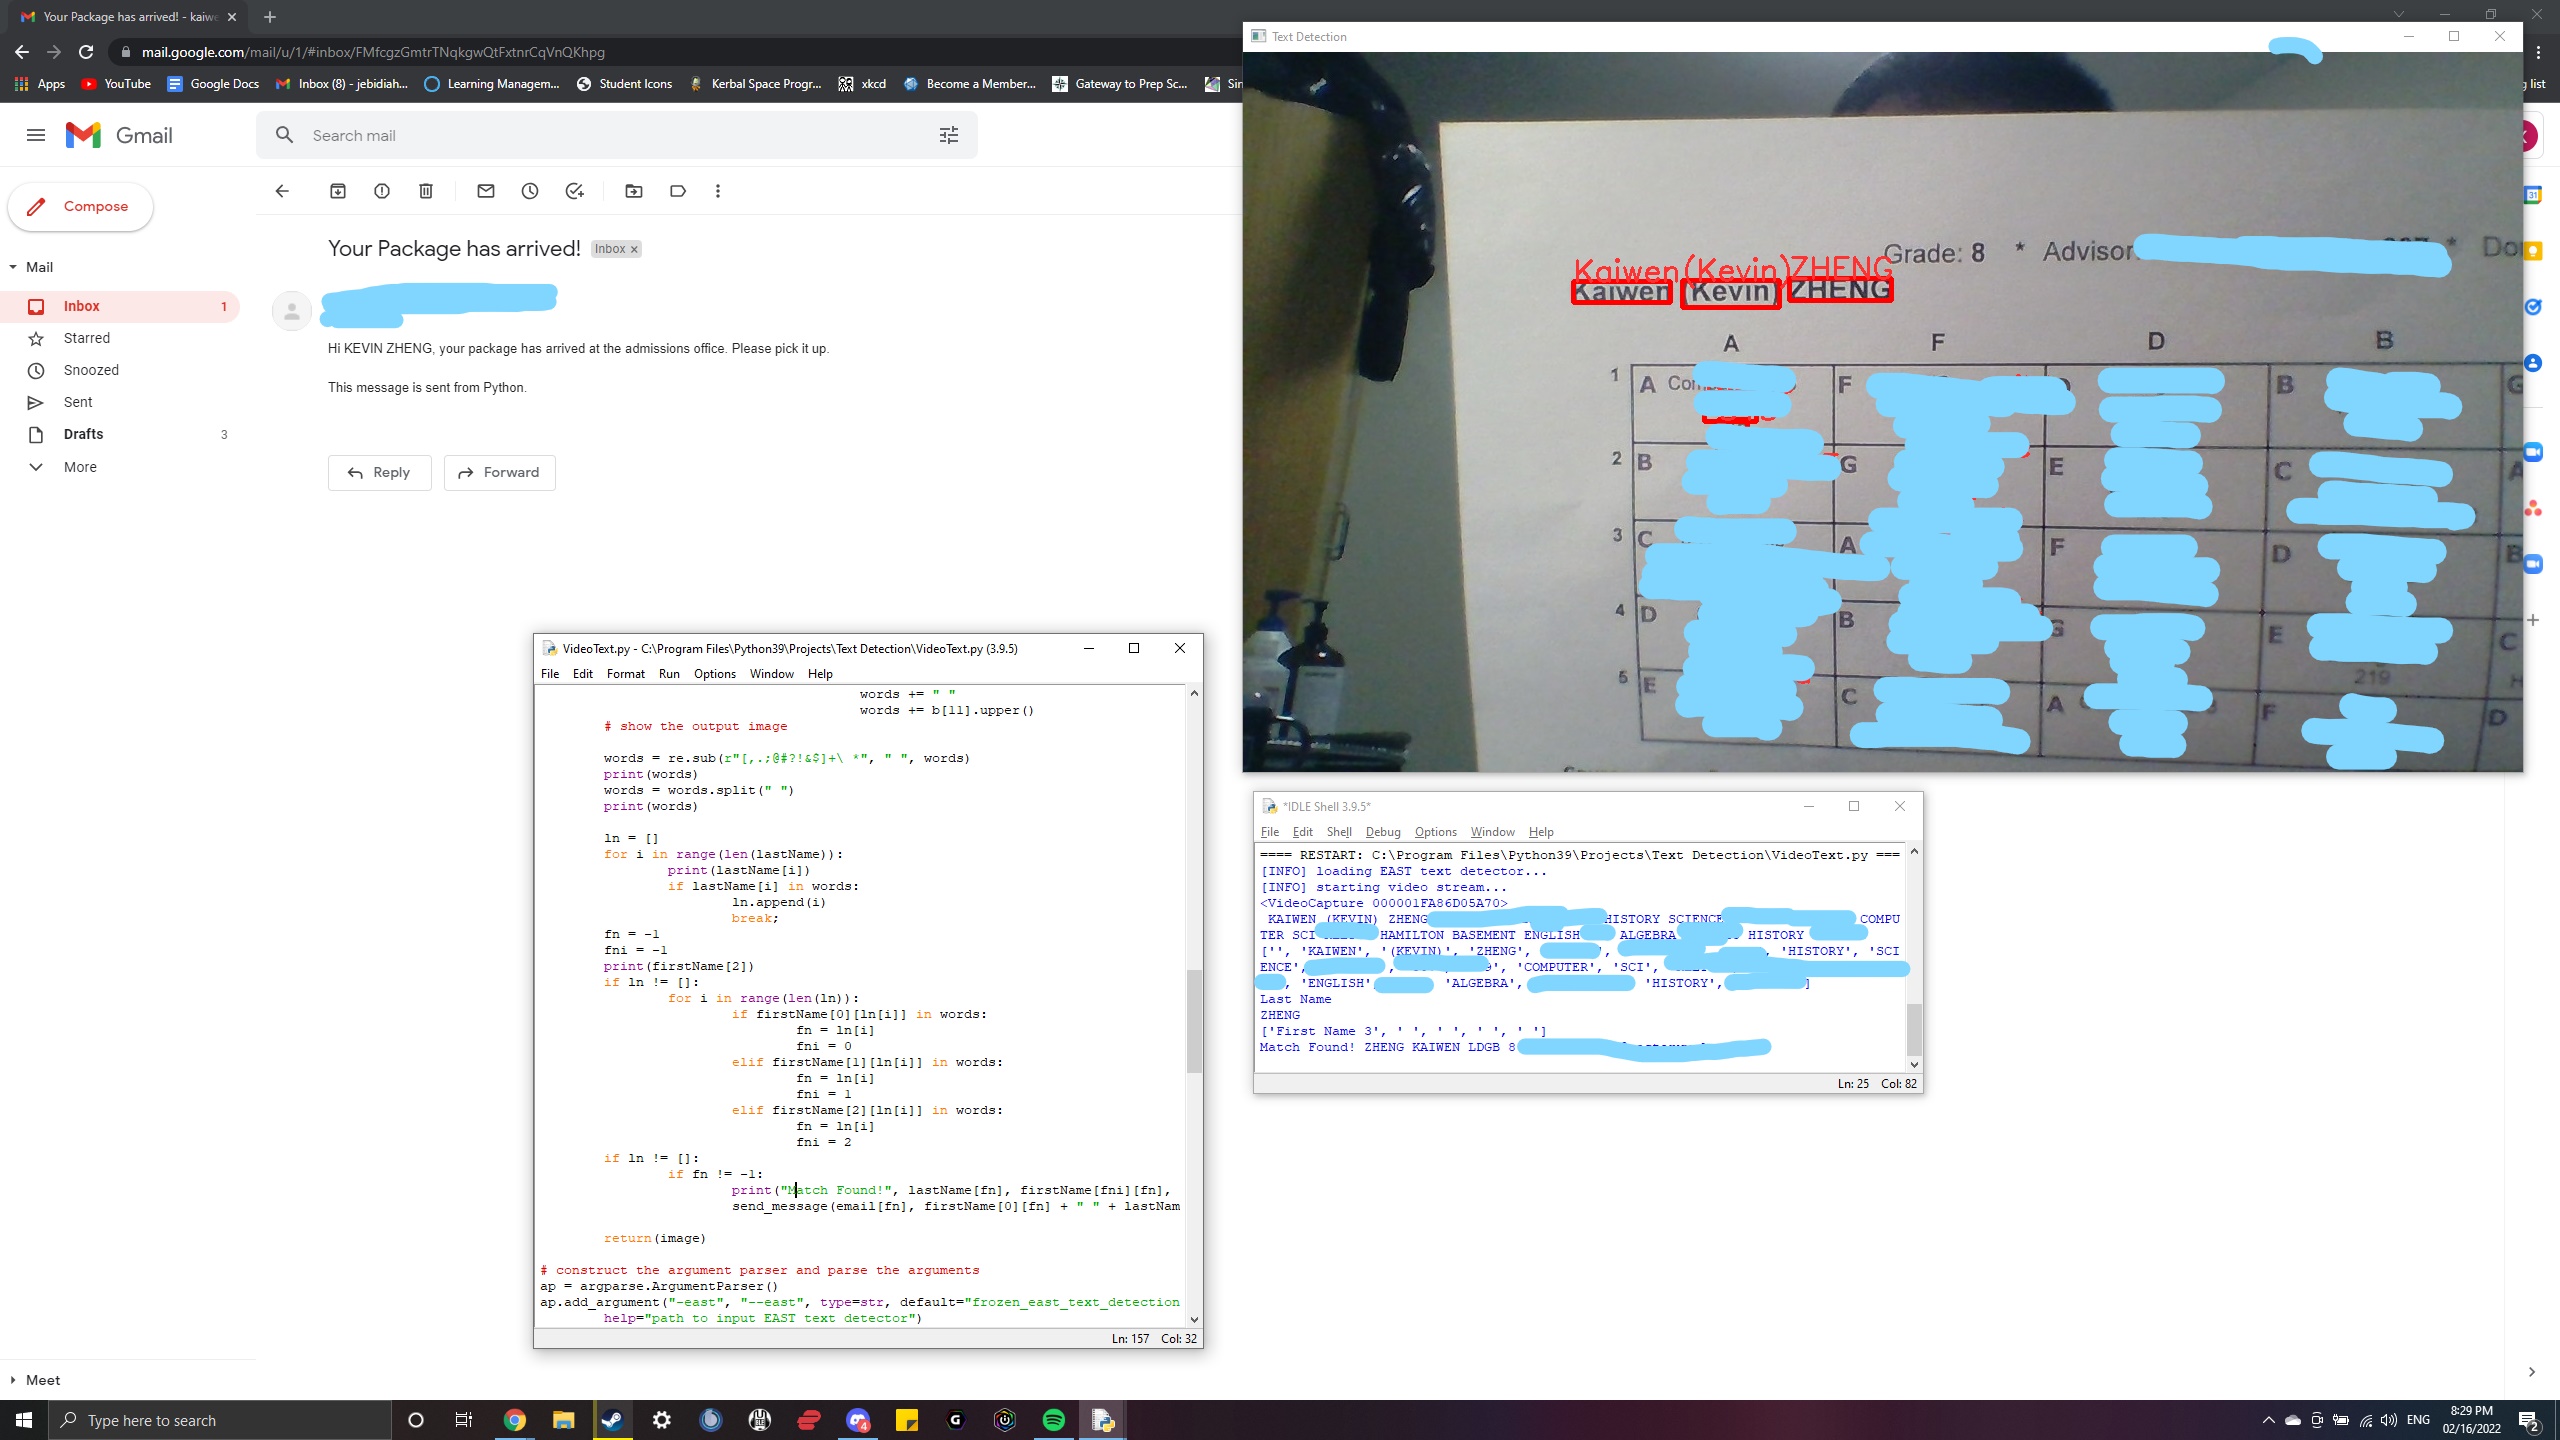 Your Package has arrived! - kaiwe
mail.google.com/mail/u/1/#inbox/FMfcgzGmtrTNqkgwQtFxtnrCqVnQKhpg
Apps YouTube Google Docs Inbox (8) - jebidiah... Learning Managem... Student Icons Kerbal Space Progr... xkcd Become a Member... Gateway to Prep Sc... Sin
g list
Gmail
Search mail
Compose
Mail
Inbox 1
Starred
Snoozed
Sent
Drafts 3
More
Your Package has arrived! Inbox x
Hi KEVIN ZHENG, your package has arrived at the admissions office. Please pick it up.
This message is sent from Python.
Reply Forward
Meet
Text Detection
Grade: 8 * Advisor
* Do
Kaiwen (Kevin) ZHENG
Kaiwen (Kevin) ZHENG
A F D B
1 A Com F B G
2 B G E C A
3 C A F D B
4 D B G E C
219
5 E C A F D
VideoText.py - C:\Program Files\Python39\Projects\Text Detection\VideoText.py (3.9.5)
File Edit Format Run Options Window Help
words += " "
words += b[11].upper()
# show the output image
words = re.sub(r"[,.;@#?!&$]+\ *", " ", words)
print(words)
words = words.split(" ")
print(words)
ln = []
for i in range(len(lastName)):
print(lastName[i])
if lastName[i] in words:
ln.append(i)
break;
fn = -1
fni = -1
print(firstName[2])
if ln != []:
for i in range(len(ln)):
if firstName[0][ln[i]] in words:
fn = ln[i]
fni = 0
elif firstName[1][ln[i]] in words:
fn = ln[i]
fni = 1
elif firstName[2][ln[i]] in words:
fn = ln[i]
fni = 2
if ln != []:
if fn != -1:
print("Match Found!", lastName[fn], firstName[fni][fn],
send_message(email[fn], firstName[0][fn] + " " + lastNam
return(image)
# construct the argument parser and parse the arguments
ap = argparse.ArgumentParser()
ap.add_argument("-east", "--east", type=str, default="frozen_east_text_detection
help="path to input EAST text detector")
Ln: 157 Col: 32
*IDLE Shell 3.9.5*
File Edit Shell Debug Options Window Help
==== RESTART: C:\Program Files\Python39\Projects\Text Detection\VideoText.py ===
[INFO] loading EAST text detector...
[INFO] starting video stream...
<VideoCapture 000001FA86D05A70>
KAIWEN (KEVIN) ZHENG HISTORY SCIENCE COMPU
TER SCI HAMILTON BASEMENT ENGLISH ALGEBRA HISTORY
['', 'KAIWEN', '(KEVIN)', 'ZHENG', , 'HISTORY', 'SCI
ENCE', , 'COMPUTER', 'SCI',
, 'ENGLISH', 'ALGEBRA', 'HISTORY', ]
Last Name
ZHENG
['First Name 3', ' ', ' ', ' ', ' ']
Match Found! ZHENG KAIWEN LDGB 8
Ln: 25 Col: 82
Type here to search
ENG
8:29 PM
02/16/2022